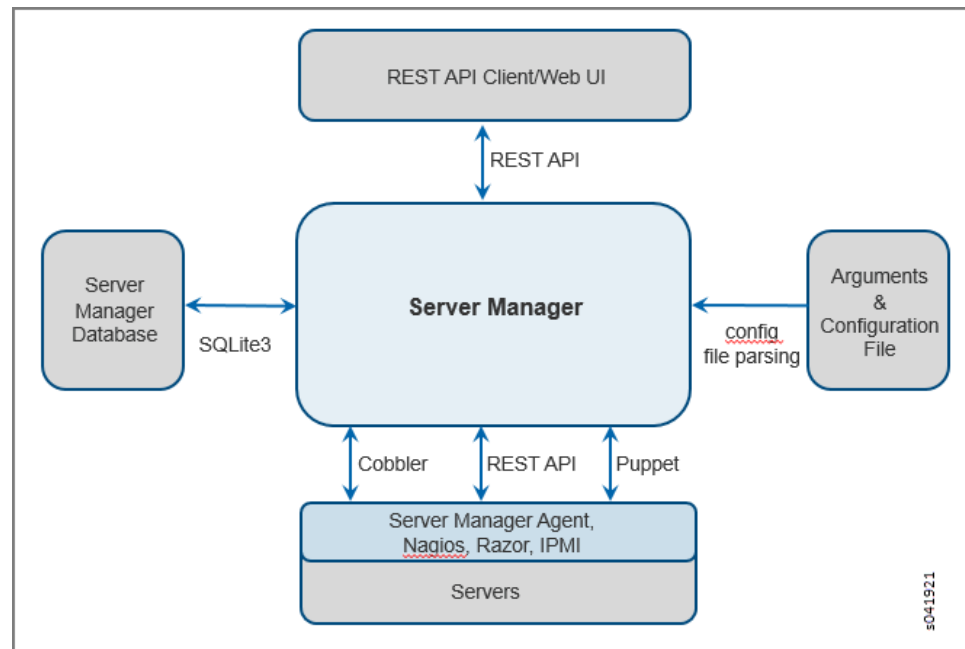 REST API Client/Web UI
REST API
Server
Manager
Database
SQLite3
Server Manager
config
file parsing
Arguments
&
Configuration
File
Cobbler
REST API
Puppet
Server Manager Agent,
Nagios, Razor, IPMI
Servers
s041921